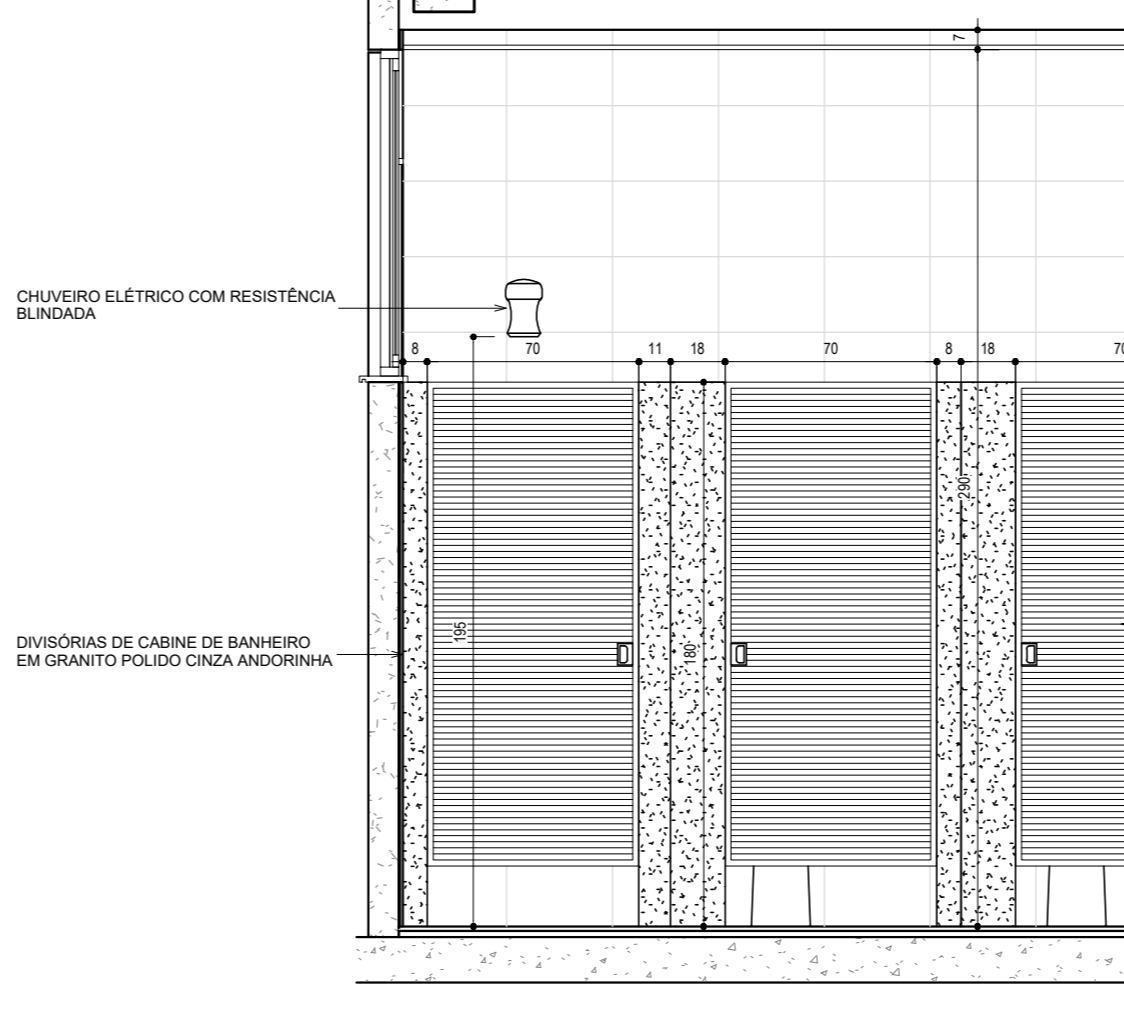 7
CHUVEIRO ELÉTRICO COM RESISTÊNCIA
BLINDADA
8 70 11 18 70 8 18 70
290
195
180
DIVISÓRIAS DE CABINE DE BANHEIRO
EM GRANITO POLIDO CINZA ANDORINHA